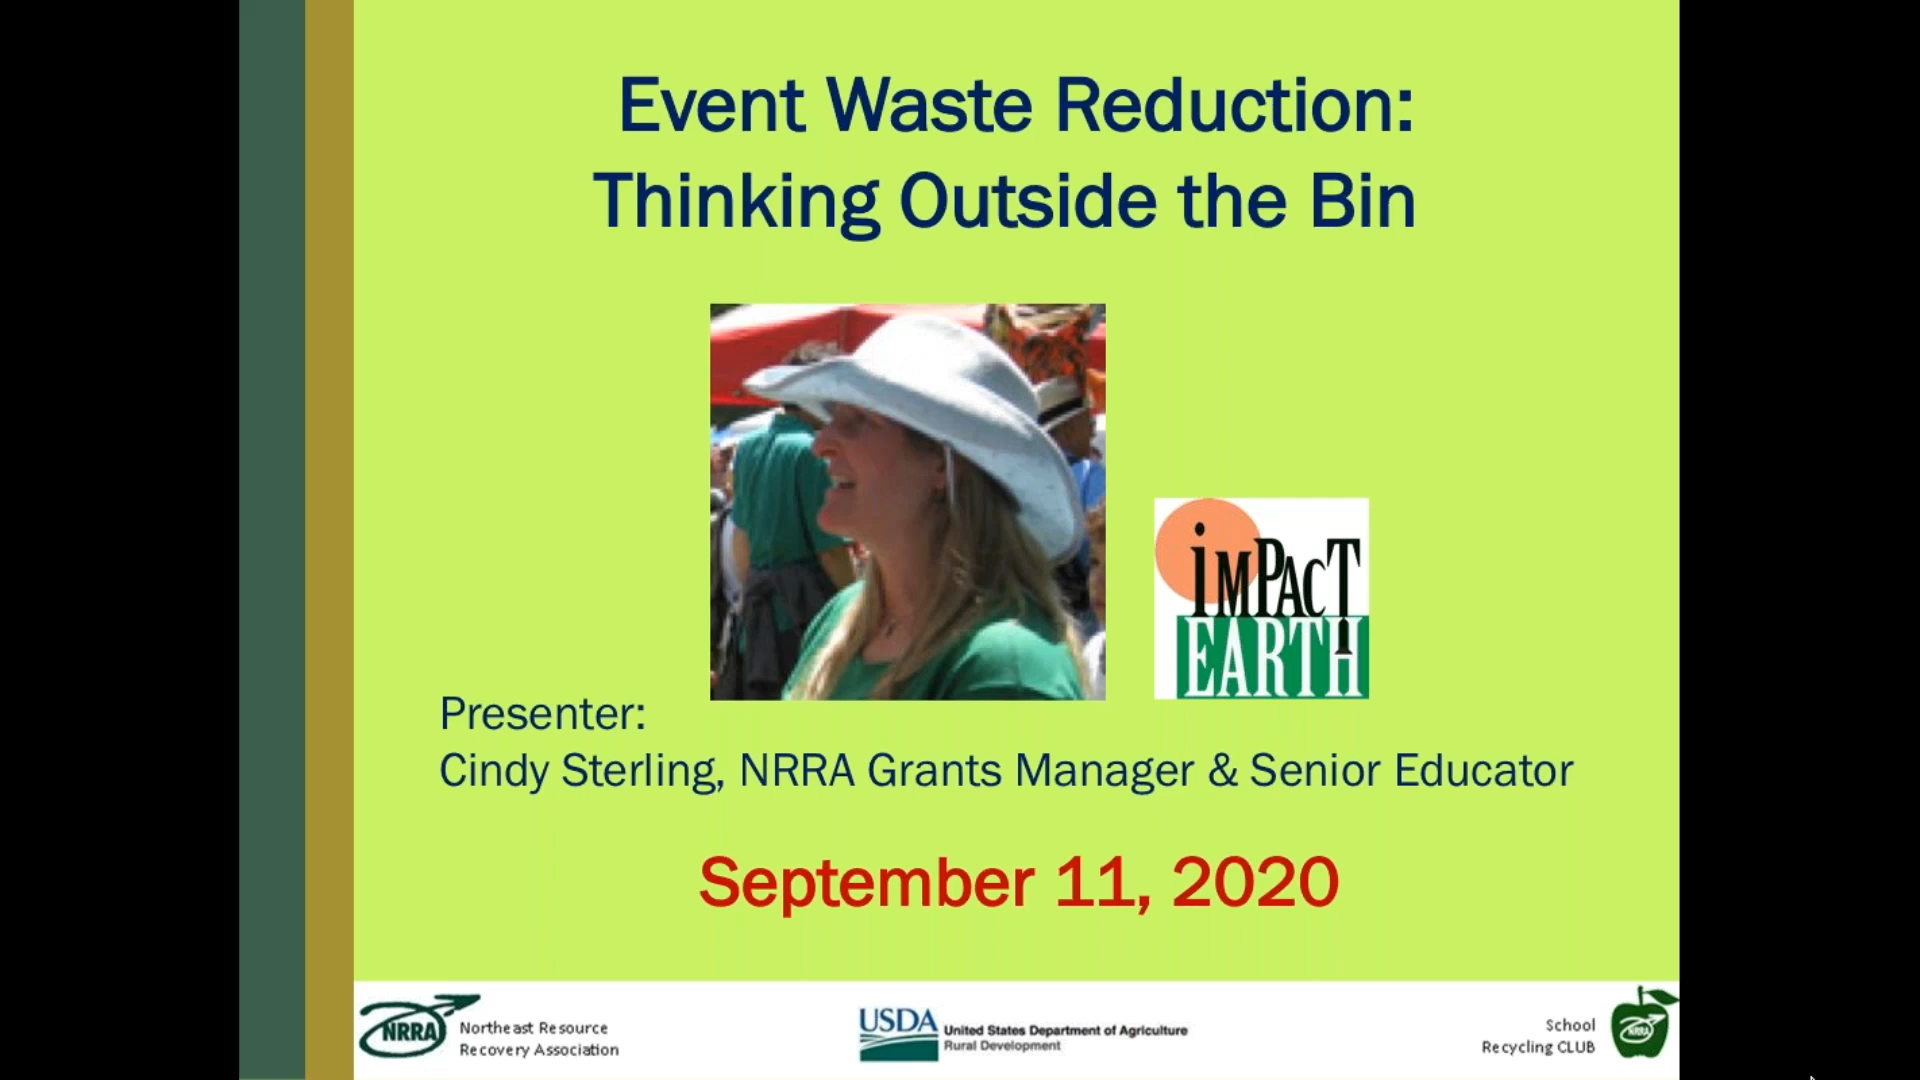 Event Waste Reduction:
Thinking Outside the Bin
iMPACT
EARTH
Presenter:
Cindy Sterling, NRRA Grants Manager & Senior Educator
September 11, 2020
NRRA
Northeast Resource
Recovery Association
USDA
United States Department of Agriculture
Rural Development
School
Recycling CLUB
NRRA